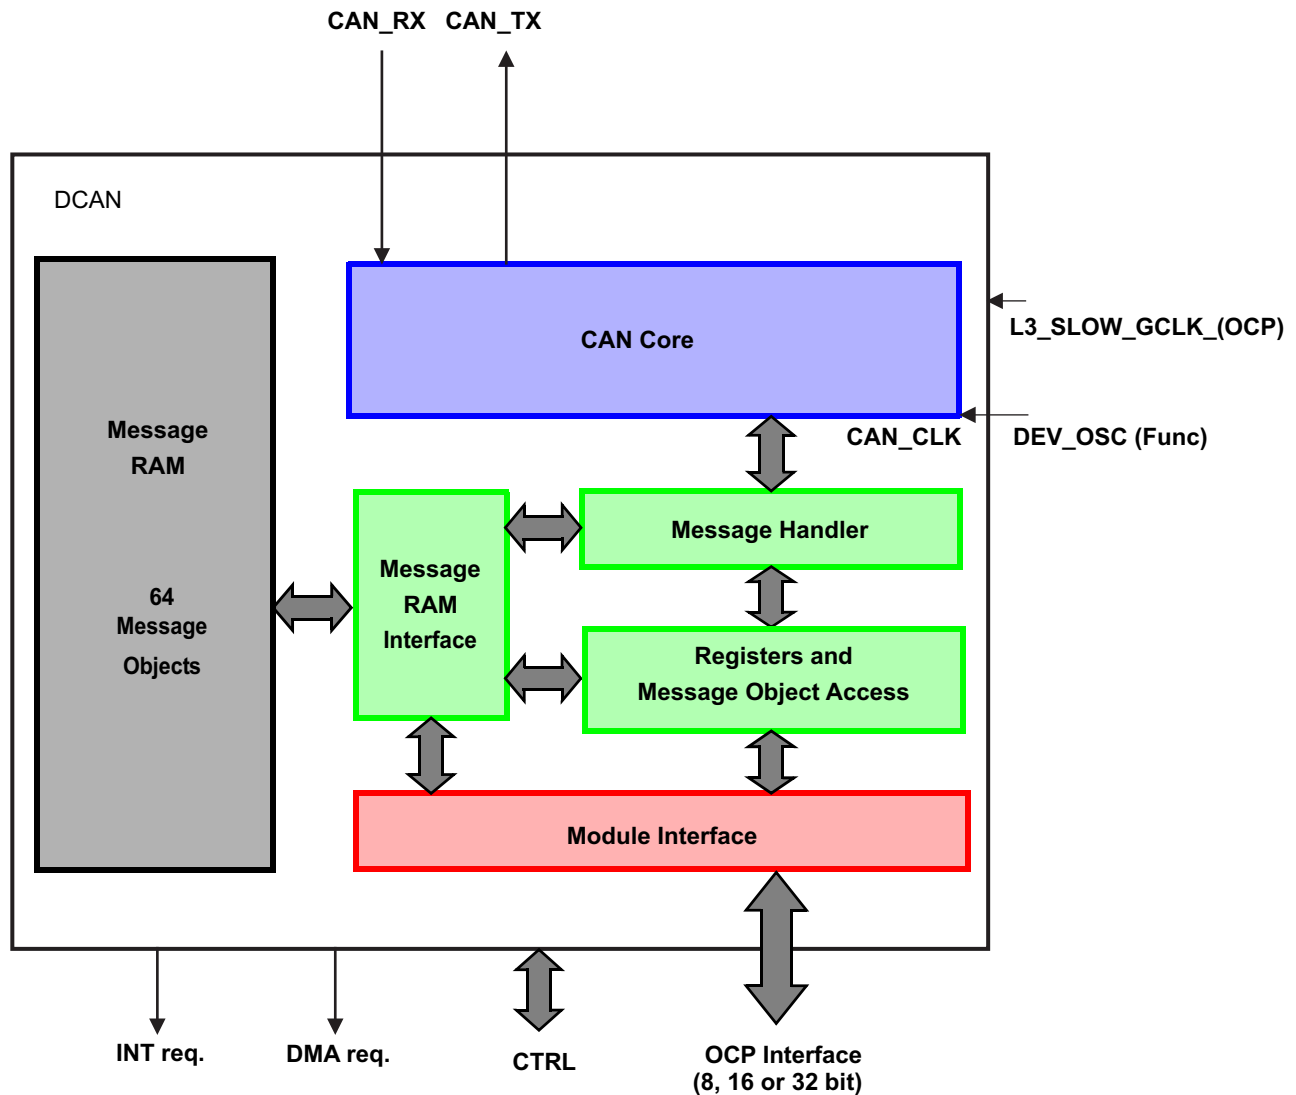 CAN_RX CAN_TX
DCAN
CAN Core
L3_SLOW_GCLK_(OCP)
CAN_CLK
DEV_OSC (Func)
Message
RAM
64
Message
Objects
Message
RAM
Interface
Message Handler
Registers and
Message Object Access
Module Interface
INT req.
DMA req.
CTRL
OCP Interface
(8, 16 or 32 bit)